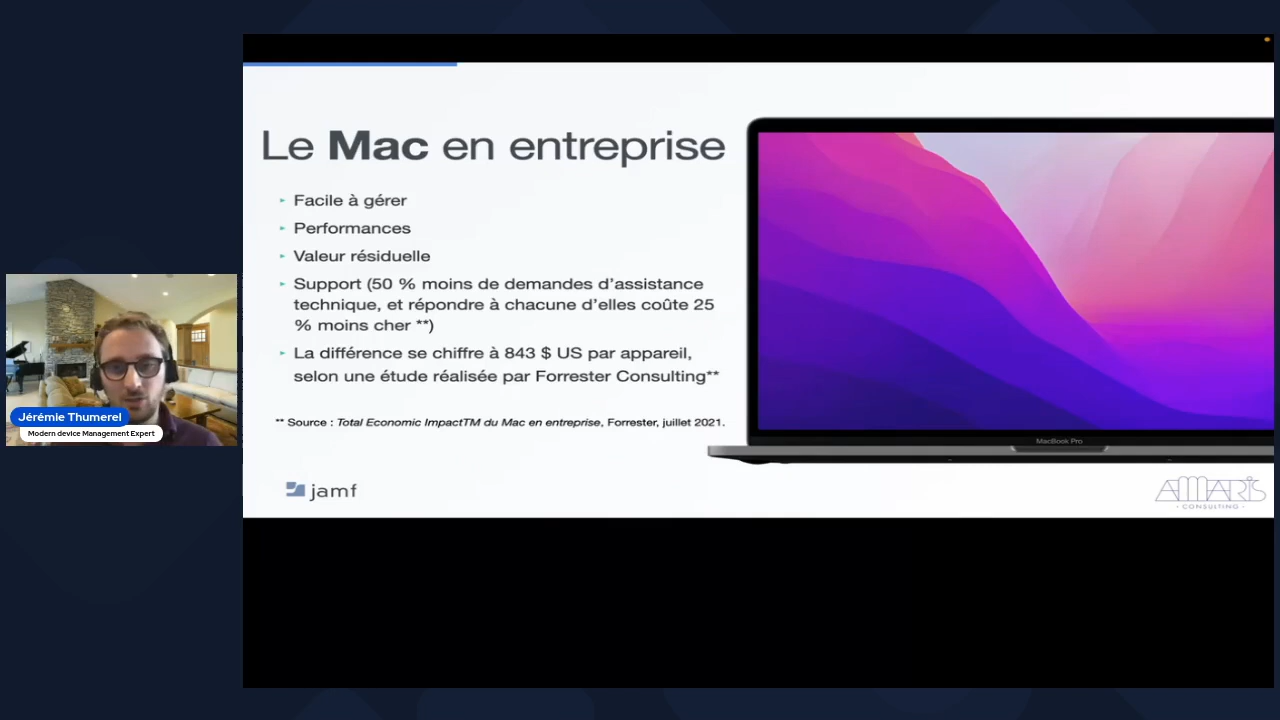 Le Mac en entreprise
Facile à gérer
Performances
Valeur résiduelle
Support (50 % moins de demandes d’assistance
technique, et répondre à chacune d’elles coûte 25
% moins cher **)
La différence se chiffre à 843 $ US par appareil,
selon une étude réalisée par Forrester Consulting**
** Source : Total Economic ImpactTM du Mac en entreprise, Forrester, juillet 2021.
MacBook Pro
jamf
AMARIS
- CONSULTING -
Jérémie Thumerel
Modern device Management Expert